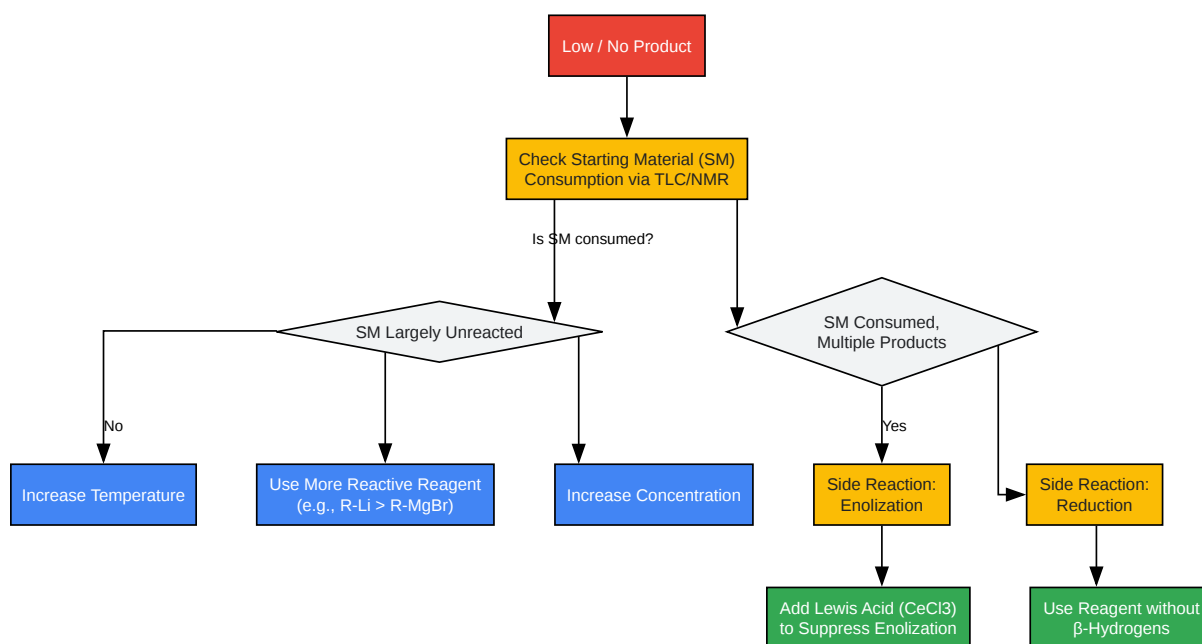 Low / No Product
Check Starting Material (SM)
Consumption via TLC/NMR
Is SM consumed?
SM Largely Unreacted
SM Consumed,
Multiple Products
No
Yes
Increase Temperature
Use More Reactive Reagent
(e.g., R-Li > R-MgBr)
Increase Concentration
Side Reaction:
Enolization
Side Reaction:
Reduction
Add Lewis Acid (CeCl3)
to Suppress Enolization
Use Reagent without
β-Hydrogens